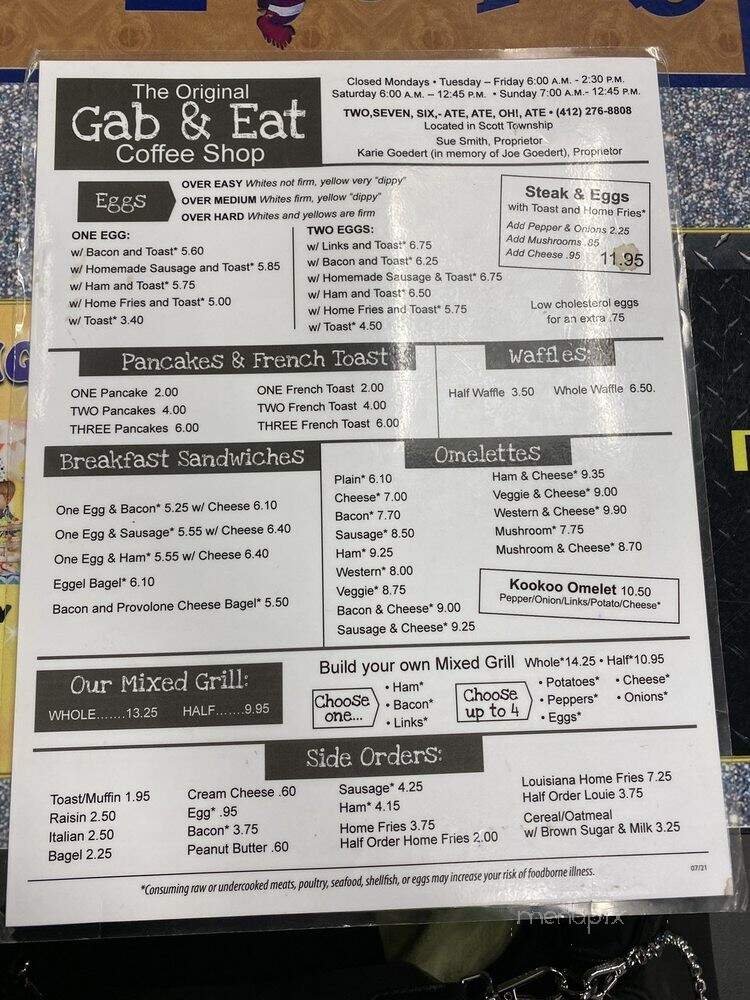 The Original
Gab & Eat
Coffee Shop
Closed Mondays • Tuesday – Friday 6:00 A.M. - 2:30 P.M.
Saturday 6:00 A.M. – 12:45 P.M. • Sunday 7:00 A.M.- 12:45 P.M.
TWO,SEVEN, SIX,- ATE, ATE, OH!, ATE • (412) 276-8808
Located in Scott Township
Sue Smith, Proprietor
Karie Goedert (in memory of Joe Goedert), Proprietor
Eggs
OVER EASY Whites not firm, yellow very "dippy"
OVER MEDIUM Whites firm, yellow "dippy"
OVER HARD Whites and yellows are firm
ONE EGG:
w/ Bacon and Toast* 5.60
w/ Homemade Sausage and Toast* 5.85
w/ Ham and Toast* 5.75
w/ Home Fries and Toast* 5.00
w/ Toast* 3.40
TWO EGGS:
w/ Links and Toast* 6.75
w/ Bacon and Toast* 6.25
w/ Homemade Sausage & Toast* 6.75
w/ Ham and Toast* 6.50
w/ Home Fries and Toast* 5.75
w/ Toast* 4.50
Steak & Eggs
with Toast and Home Fries*
Add Pepper & Onions 2.25
Add Mushrooms .85
Add Cheese .95 11.95
Low cholesterol eggs
for an extra .75
Pancakes & French Toast
ONE Pancake 2.00
TWO Pancakes 4.00
THREE Pancakes 6.00
ONE French Toast 2.00
TWO French Toast 4.00
THREE French Toast 6.00
Waffles:
Half Waffle 3.50 Whole Waffle 6.50.
Breakfast Sandwiches
One Egg & Bacon* 5.25 w/ Cheese 6.10
One Egg & Sausage* 5.55 w/ Cheese 6.40
One Egg & Ham* 5.55 w/ Cheese 6.40
Eggel Bagel* 6.10
Bacon and Provolone Cheese Bagel* 5.50
Omelettes
Plain* 6.10
Cheese* 7.00
Bacon* 7.70
Sausage* 8.50
Ham* 9.25
Western* 8.00
Veggie* 8.75
Bacon & Cheese* 9.00
Sausage & Cheese* 9.25
Ham & Cheese* 9.35
Veggie & Cheese* 9.00
Western & Cheese* 9.90
Mushroom* 7.75
Mushroom & Cheese* 8.70
Kookoo Omelet 10.50
Pepper/Onion/Links/Potato/Cheese*
Our Mixed Grill:
WHOLE.......13.25 HALF.......9.95
Build your own Mixed Grill Whole*14.25 • Half*10.95
Choose
one...
• Ham*
• Bacon*
• Links*
Choose
up to 4
• Potatoes* • Cheese*
• Peppers* • Onions*
• Eggs*
Side Orders:
Toast/Muffin 1.95
Raisin 2.50
Italian 2.50
Bagel 2.25
Cream Cheese .60
Egg* .95
Bacon* 3.75
Peanut Butter .60
Sausage* 4.25
Ham* 4.15
Home Fries 3.75
Half Order Home Fries 2.00
Louisiana Home Fries 7.25
Half Order Louie 3.75
Cereal/Oatmeal
w/ Brown Sugar & Milk 3.25
*Consuming raw or undercooked meats, poultry, seafood, shellfish, or eggs may increase your risk of foodborne illness.
07/21
menupix